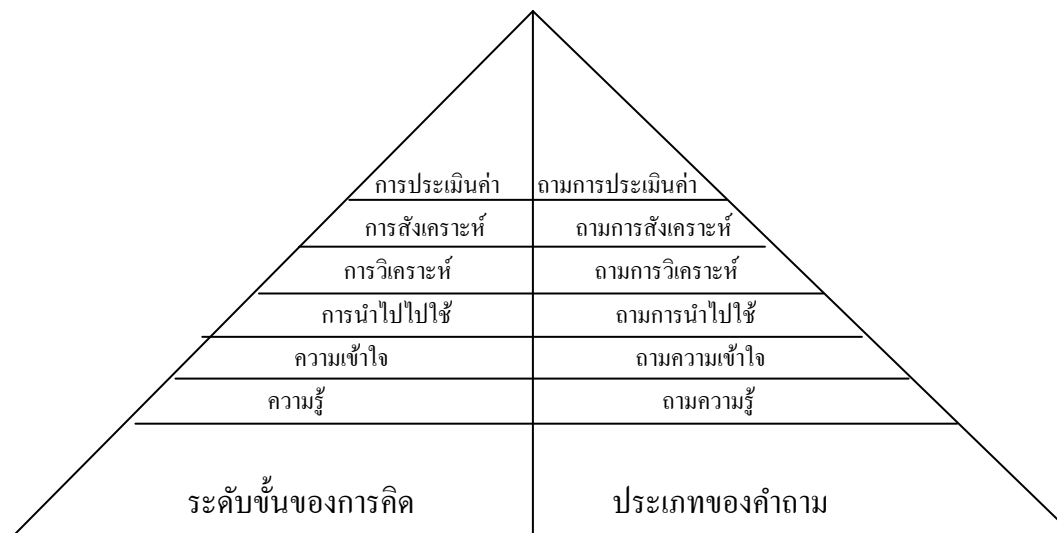 การประเมินค่า ถามการประเมินค่า
การสังเคราะห์ ถามการสังเคราะห์
การวิเคราะห์ ถามการวิเคราะห์
การนำไปไปใช้ ถามการนำไปใช้
ความเข้าใจ ถามความเข้าใจ
ความรู้ ถามความรู้
ระดับขั้นของการคิด ประเภทของคำถาม